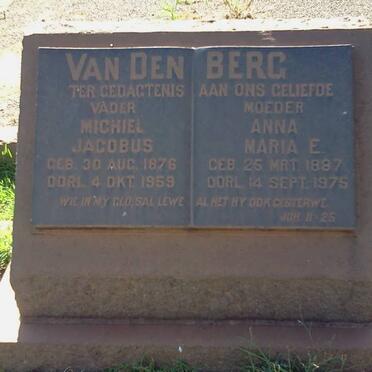 VAN DEN BERG
TER GEDAGTENIS AAN ONS GELIEFDE
VADER
MICHIEL
JACOBUS
GEB. 30 AUG. 1876
OORL. 4 OKT. 1959
MOEDER
ANNA
MARIA E.
GEB. 25 MRT. 1887
OORL. 14 SEPT. 1975
WIE IN MY GLO, SAL LEWE AL HET HY OOK GESTERWE.
JOH. 11-25